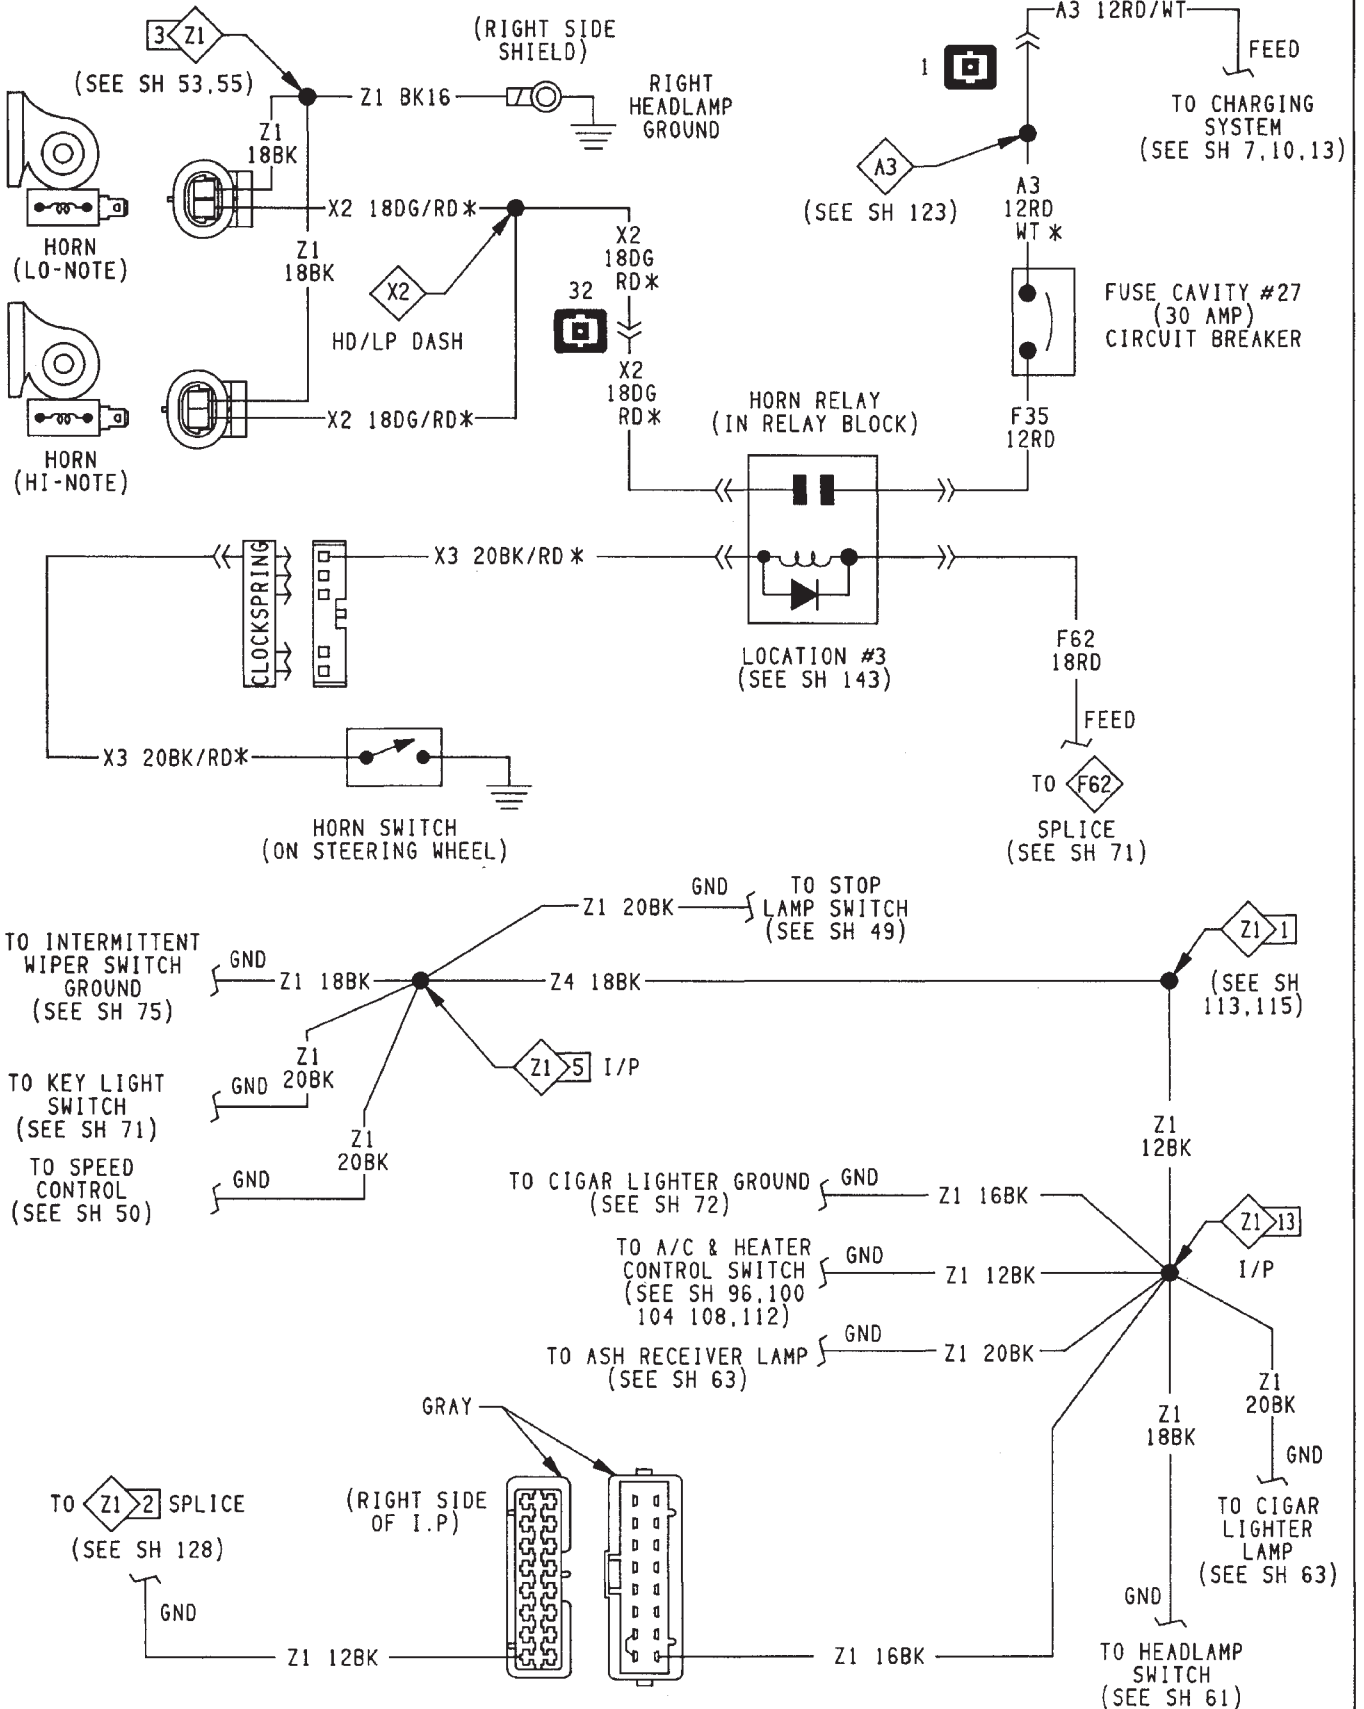 A3 12RD/WT
3 Z1
(RIGHT SIDE
SHIELD)
1
FEED
(SEE SH 53,55)
Z1 BK16
RIGHT
HEADLAMP
GROUND
TO CHARGING
SYSTEM
(SEE SH 7,10,13)
Z1
18BK
A3
(SEE SH 123)
A3
12RD
WT *
X2 18DG/RD*
HORN
(LO-NOTE)
Z1
18BK
X2
18DG
RD*
X2
HD/LP DASH
32
FUSE CAVITY #27
(30 AMP)
CIRCUIT BREAKER
X2
18DG
RD*
X2 18DG/RD*
HORN RELAY
(IN RELAY BLOCK)
F35
12RD
HORN
(HI-NOTE)
CLOCKSPRING
X3 20BK/RD *
LOCATION #3
(SEE SH 143)
F62
18RD
FEED
X3 20BK/RD*
TO F62
SPLICE
(SEE SH 71)
HORN SWITCH
(ON STEERING WHEEL)
Z1 20BK
GND
TO STOP
LAMP SWITCH
(SEE SH 49)
TO INTERMITTENT
WIPER SWITCH
GROUND
(SEE SH 75)
GND
Z1 18BK
Z4 18BK
Z1 1
(SEE SH
113,115)
Z1 5 I/P
TO KEY LIGHT
SWITCH
(SEE SH 71)
GND
Z1
20BK
Z1
20BK
TO SPEED
CONTROL
(SEE SH 50)
GND
Z1
12BK
TO CIGAR LIGHTER GROUND
(SEE SH 72)
GND
Z1 16BK
Z1 13
I/P
TO A/C & HEATER
CONTROL SWITCH
(SEE SH 96,100
104 108,112)
GND
Z1 12BK
TO ASH RECEIVER LAMP
(SEE SH 63)
GND
Z1 20BK
Z1
20BK
GND
Z1
18BK
GRAY
TO Z1 2 SPLICE
(SEE SH 128)
GND
(RIGHT SIDE
OF I.P)
TO CIGAR
LIGHTER
LAMP
(SEE SH 63)
GND
Z1 12BK
Z1 16BK
TO HEADLAMP
SWITCH
(SEE SH 61)